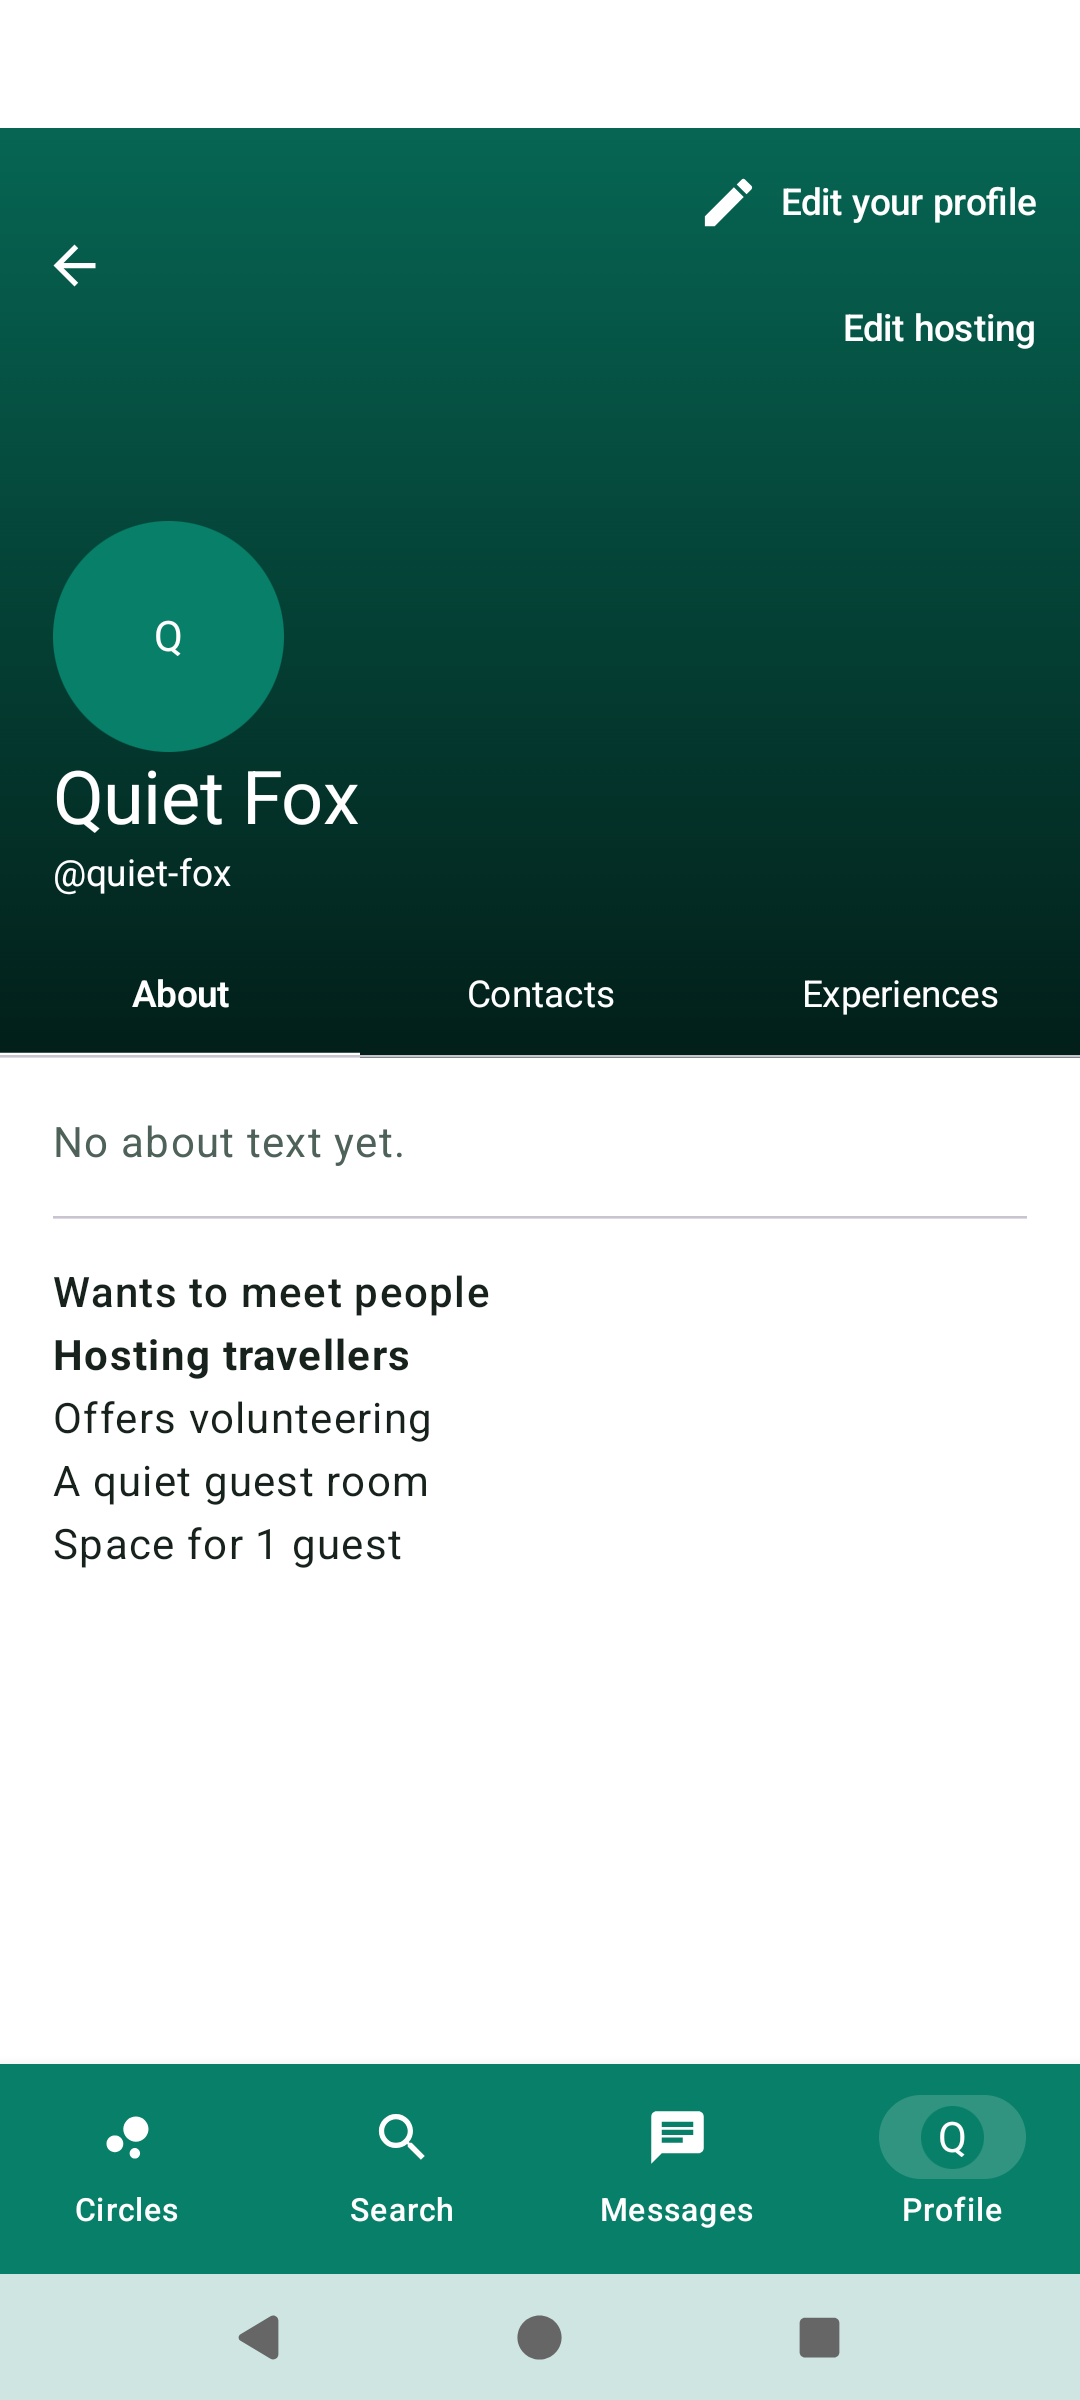 Edit your profile
Edit hosting
Q
Quiet Fox
@quiet-fox
About
Contacts
Experiences
No about text yet.
Wants to meet people
Hosting travellers
Offers volunteering
A quiet guest room
Space for 1 guest
Q
Circles
Search
Messages
Profile